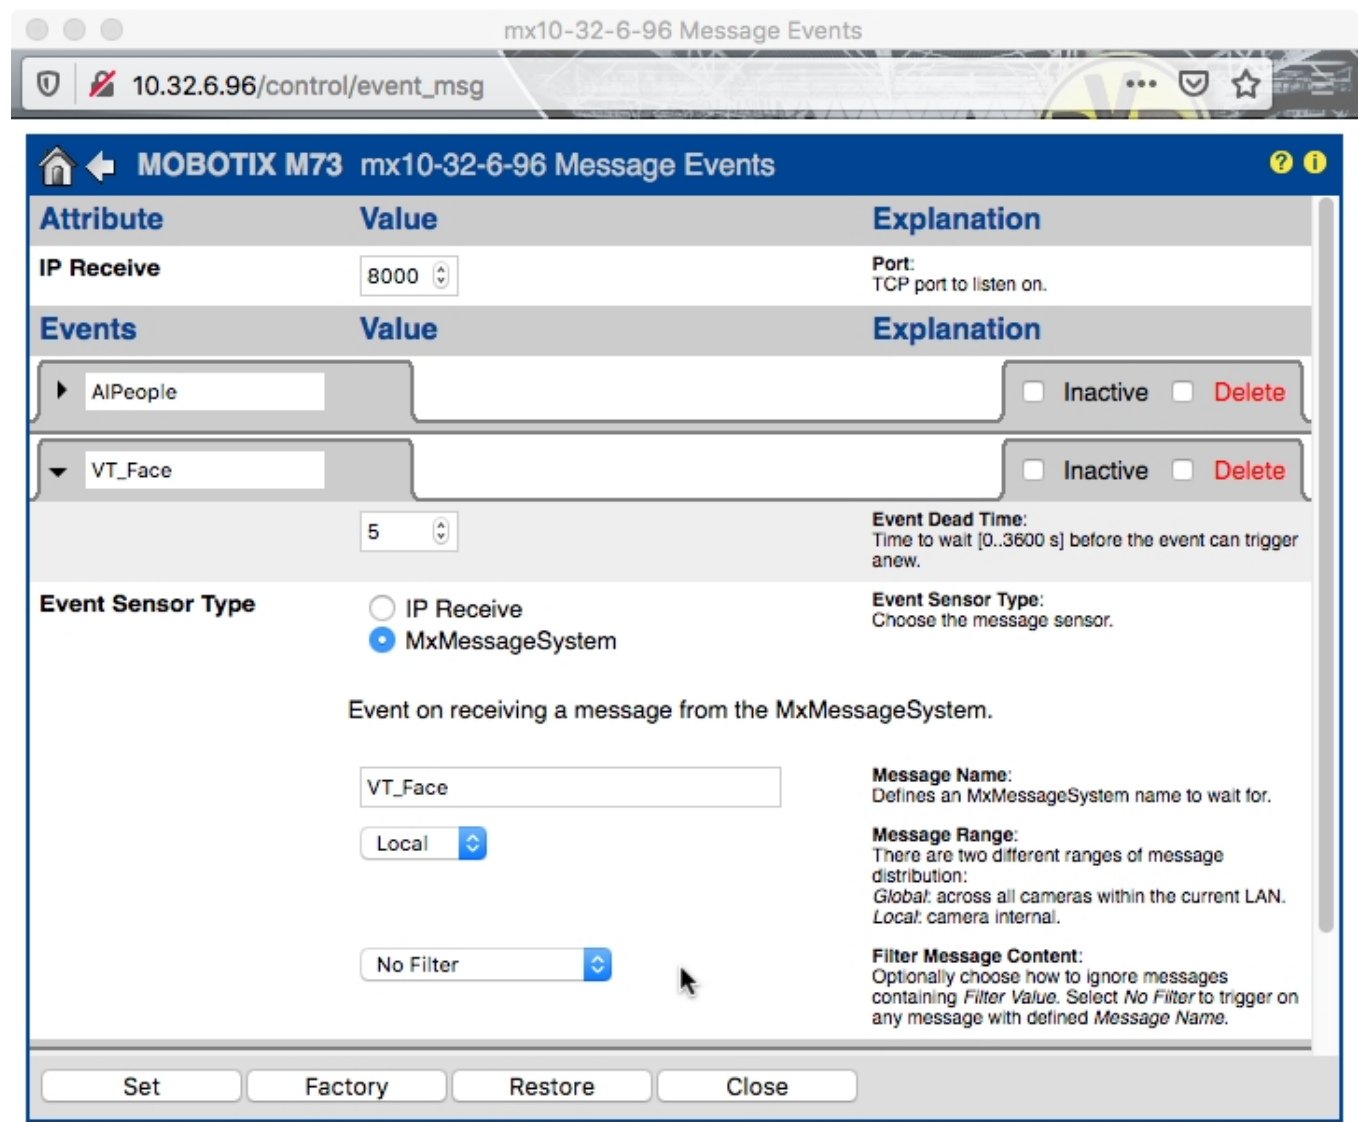 mx10-32-6-96 Message Events
10.32.6.96/control/event_msg
MOBOTIX M73 mx10-32-6-96 Message Events
Attribute Value Explanation
IP Receive 8000 Port:
TCP port to listen on.
Events Value Explanation
AIPeople Inactive Delete
VT_Face Inactive Delete
5 Event Dead Time:
Time to wait [0..3600 s] before the event can trigger
anew.
Event Sensor Type IP Receive Event Sensor Type:
MxMessageSystem Choose the message sensor.
Event on receiving a message from the MxMessageSystem.
VT_Face Message Name:
Defines an MxMessageSystem name to wait for.
Local Message Range:
There are two different ranges of message
distribution:
Global: across all cameras within the current LAN.
Local: camera internal.
No Filter Filter Message Content:
Optionally choose how to ignore messages
containing Filter Value. Select No Filter to trigger on
any message with defined Message Name.
Set Factory Restore Close